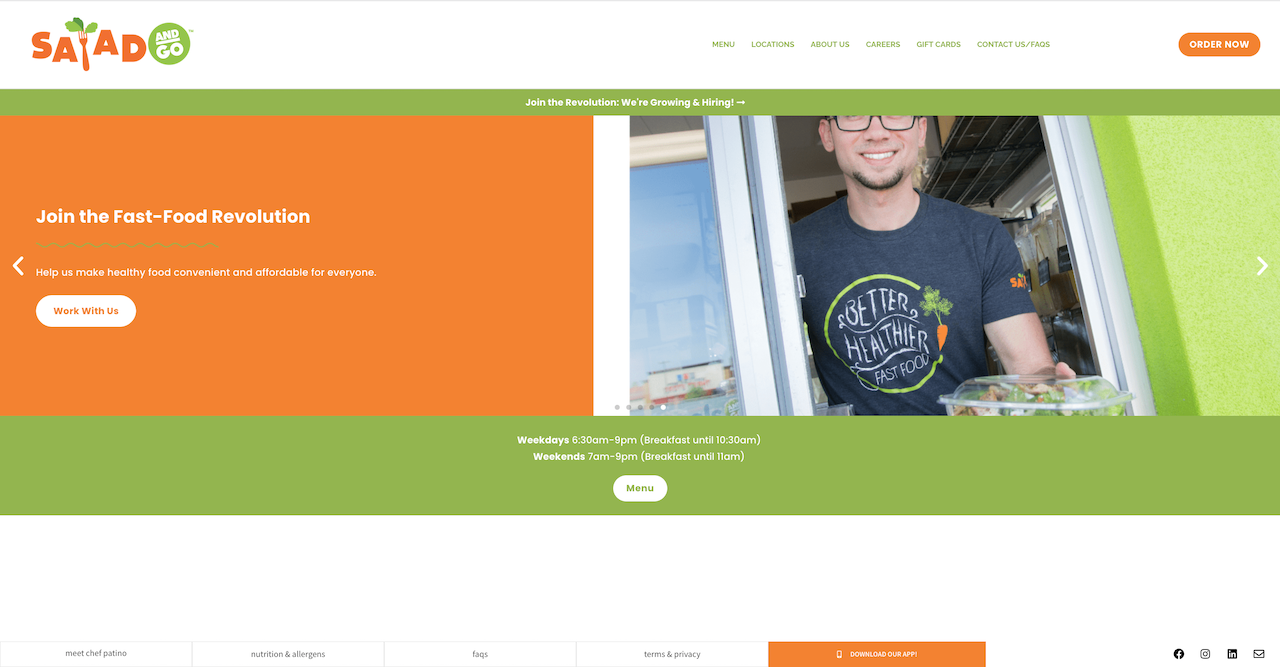 SALAD AND GO
MENU
LOCATIONS
ABOUT US
CAREERS
GIFT CARDS
CONTACT US/FAQS
ORDER NOW
Join the Revolution: We're Growing & Hiring! →
Join the Fast-Food Revolution
Help us make healthy food convenient and affordable for everyone.
Work With Us
BETTER
HEALTHIER
FAST FOOD
Weekdays 6:30am-9pm (Breakfast until 10:30am)
Weekends 7am-9pm (Breakfast until 11am)
Menu
meet chef patino
nutrition & allergens
faqs
terms & privacy
DOWNLOAD OUR APP!